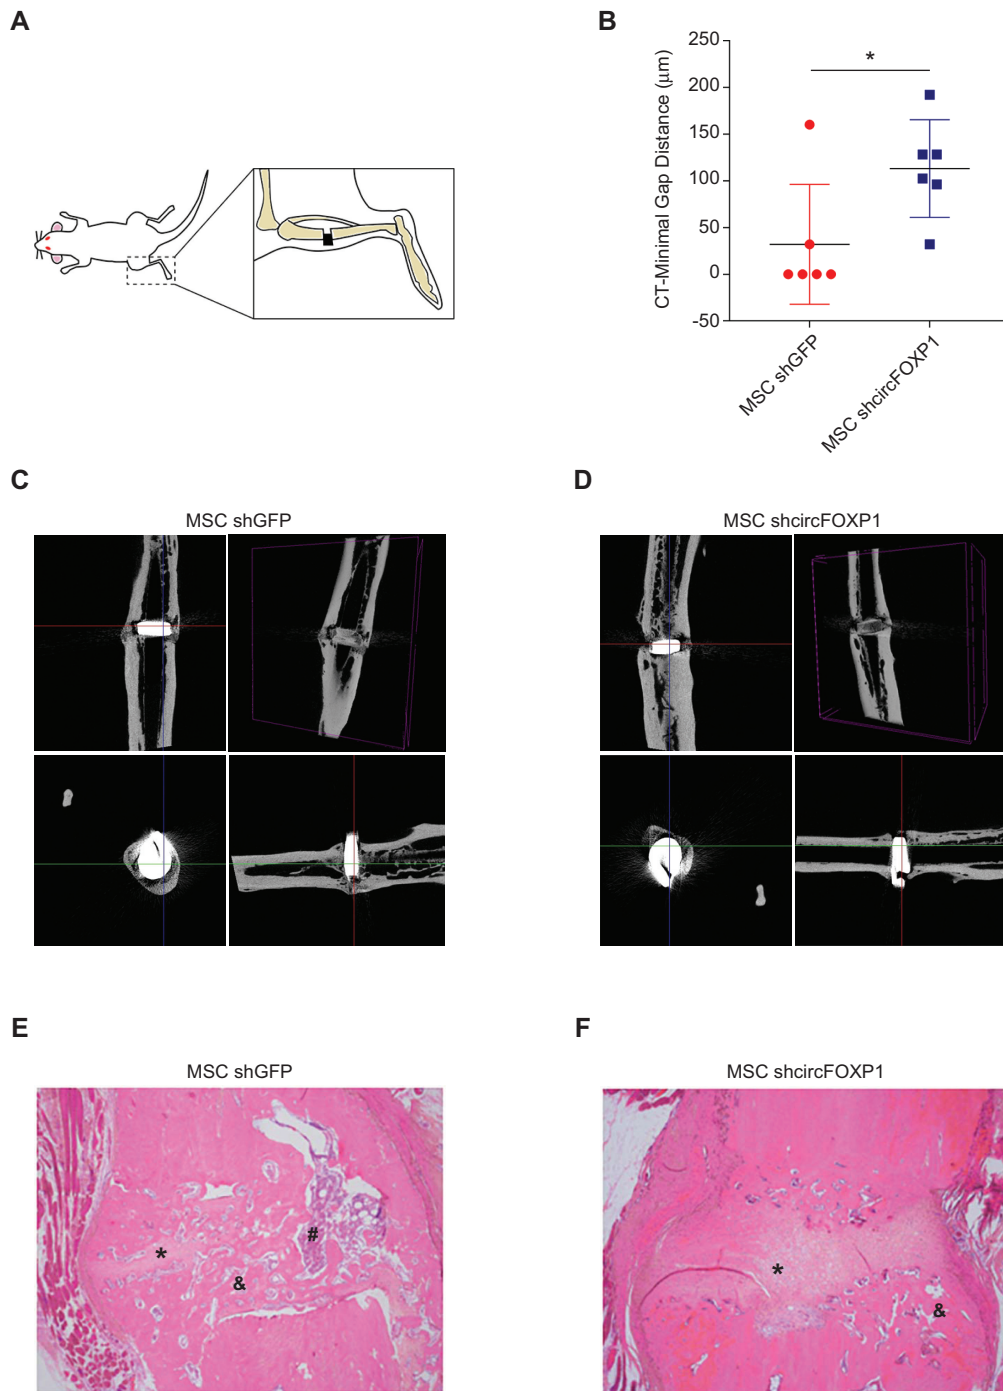 A
B
CT-Minimal Gap Distance (μm)
250
200
150
100
50
0
-50
*
MSC shGFP
MSC shcircFOXP1
C
MSC shGFP
D
MSC shcircFOXP1
E
MSC shGFP
*
#
&
F
MSC shcircFOXP1
*
&